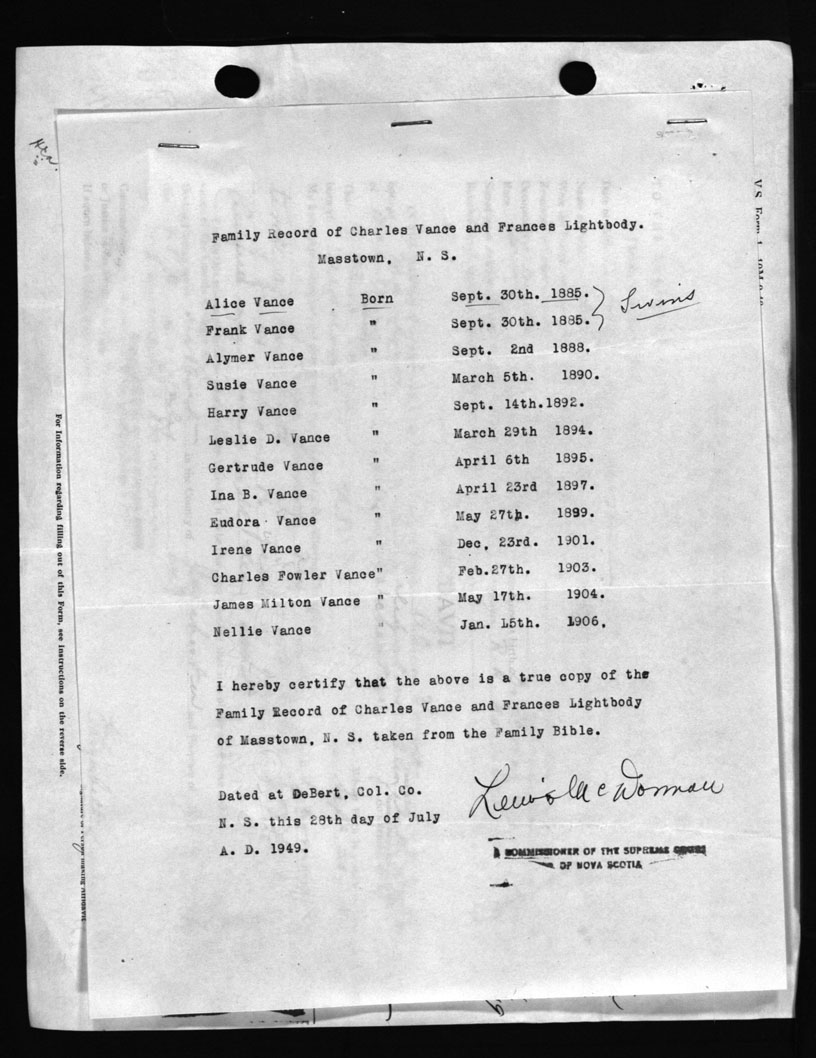 Family Record of Charles Vance and Frances Lightbody.
Masstown, N. S.
Alice Vance Born Sept. 30th. 1885. Twins
Frank Vance " Sept. 30th. 1885.
Alymer Vance " Sept. 2nd 1888.
Susie Vance " March 5th. 1890.
Harry Vance " Sept. 14th.1892.
Leslie D. Vance " March 29th 1894.
Gertrude Vance " April 6th 1895.
Ina B. Vance " April 23rd 1897.
Eudora Vance " May 27th. 1899.
Irene Vance " Dec, 23rd. 1901.
Charles Fowler Vance" Feb.27th. 1903.
James Milton Vance " May 17th. 1904.
Nellie Vance " Jan. 15th. 1906.
I hereby certify that the above is a true copy of the
Family Record of Charles Vance and Frances Lightbody
of Masstown, N. S. taken from the Family Bible.
Dated at DeBert, Col. Co.
N. S. this 28th day of July
A. D. 1949.
A COMMISSIONER OF THE SUPREME COURT
OF NOVA SCOTIA
For Information regarding filling out of this Form, see instructions on the reverse side.
V.S. Form 1